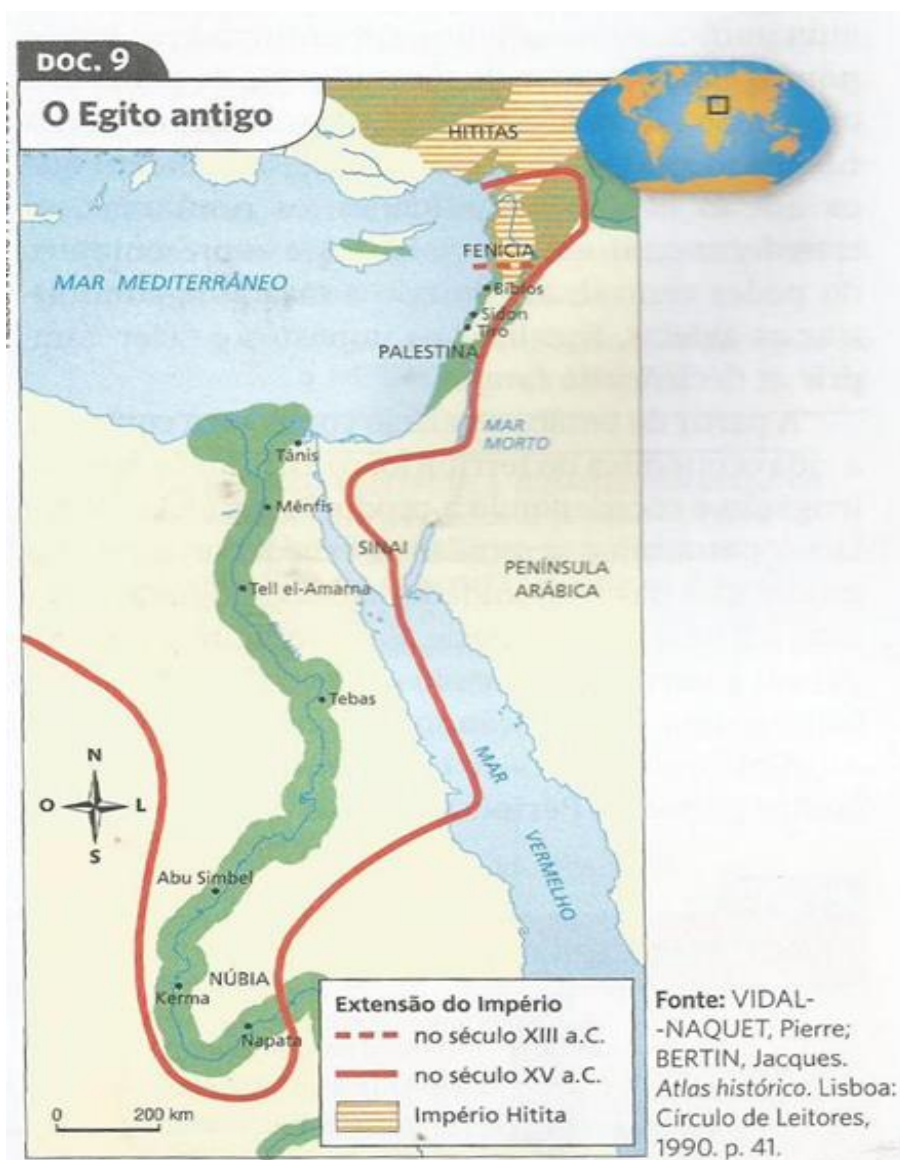 DOC. 9
O Egito antigo
HITITAS
FENÍCIA
MAR MEDITERRÂNEO
Biblos
Sídon
Tiro
PALESTINA
MAR
MORTO
Tânis
Mênfis
SINAI
PENÍNSULA
ARÁBICA
Tell el-Amarna
Tebas
N
O
L
S
MAR
VERMELHO
Abu Simbel
NÚBIA
Kerma
Napata
0
200 km
Extensão do Império
no século XIII a.C.
no século XV a.C.
Império Hitita
Fonte: VIDAL-
-NAQUET, Pierre;
BERTIN, Jacques.
Atlas histórico. Lisboa:
Círculo de Leitores,
1990. p. 41.